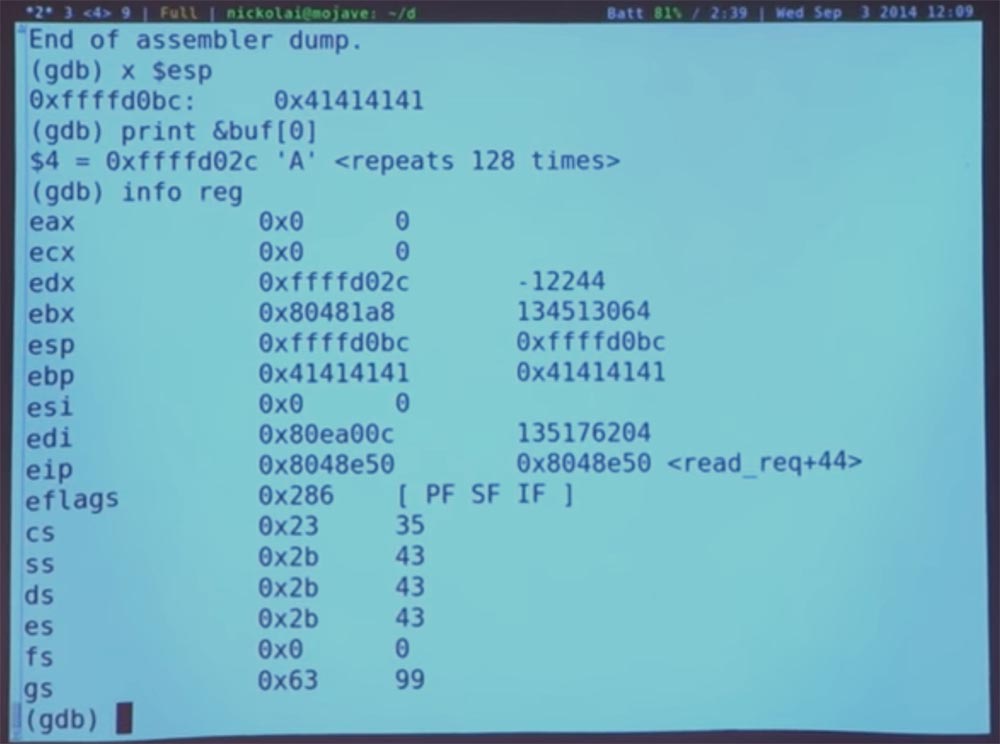 *2* 3 <4> 9 | Full | nickolai@mojave: ~/d Batt 81% / 2:39 | Wed Sep 3 2014 12:09
End of assembler dump.
(gdb) x $esp
0xffffd0bc: 0x41414141
(gdb) print &buf[0]
$4 = 0xffffd02c 'A' <repeats 128 times>
(gdb) info reg
eax 0x0 0
ecx 0x0 0
edx 0xffffd02c -12244
ebx 0x80481a8 134513064
esp 0xffffd0bc 0xffffd0bc
ebp 0x41414141 0x41414141
esi 0x0 0
edi 0x80ea00c 135176204
eip 0x8048e50 0x8048e50 <read_req+44>
eflags 0x286 [ PF SF IF ]
cs 0x23 35
ss 0x2b 43
ds 0x2b 43
es 0x2b 43
fs 0x0 0
gs 0x63 99
(gdb)